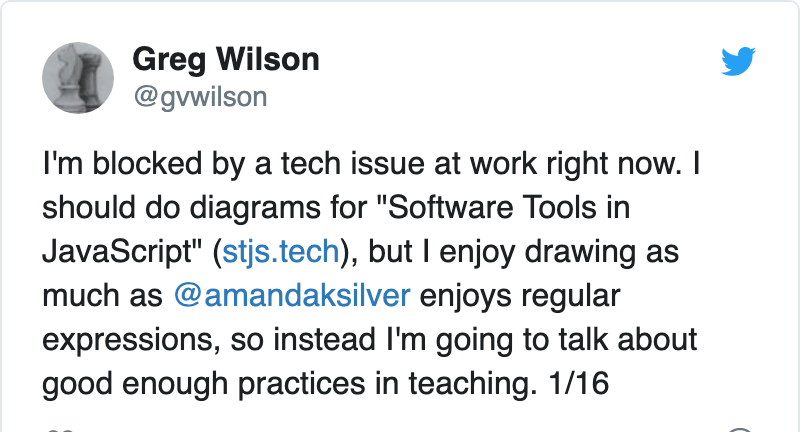 Greg Wilson
@gvwilson
I'm blocked by a tech issue at work right now. I
should do diagrams for "Software Tools in
JavaScript" (stjs.tech), but I enjoy drawing as
much as @amandaksilver enjoys regular
expressions, so instead I'm going to talk about
good enough practices in teaching. 1/16